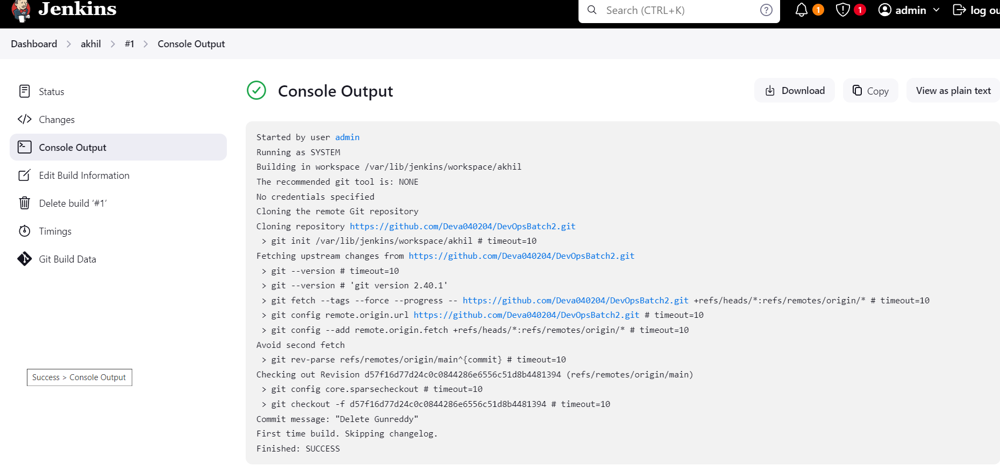 Jenkins
Search (CTRL+K)
1
1
admin
log ou
Dashboard > akhil > #1 > Console Output
Status
Changes
Console Output
Edit Build Information
Delete build ‘#1’
Timings
Git Build Data
Success > Console Output
Console Output
Download
Copy
View as plain text
Started by user admin
Running as SYSTEM
Building in workspace /var/lib/jenkins/workspace/akhil
The recommended git tool is: NONE
No credentials specified
Cloning the remote Git repository
Cloning repository https://github.com/Deva040204/DevOpsBatch2.git
> git init /var/lib/jenkins/workspace/akhil # timeout=10
Fetching upstream changes from https://github.com/Deva040204/DevOpsBatch2.git
> git --version # timeout=10
> git --version # 'git version 2.40.1'
> git fetch --tags --force --progress -- https://github.com/Deva040204/DevOpsBatch2.git +refs/heads/*:refs/remotes/origin/* # timeout=10
> git config remote.origin.url https://github.com/Deva040204/DevOpsBatch2.git # timeout=10
> git config --add remote.origin.fetch +refs/heads/*:refs/remotes/origin/* # timeout=10
Avoid second fetch
> git rev-parse refs/remotes/origin/main^{commit} # timeout=10
Checking out Revision d57f16d77d24c0c0844286e6556c51d8b4481394 (refs/remotes/origin/main)
> git config core.sparsecheckout # timeout=10
> git checkout -f d57f16d77d24c0c0844286e6556c51d8b4481394 # timeout=10
Commit message: "Delete Gunreddy"
First time build. Skipping changelog.
Finished: SUCCESS